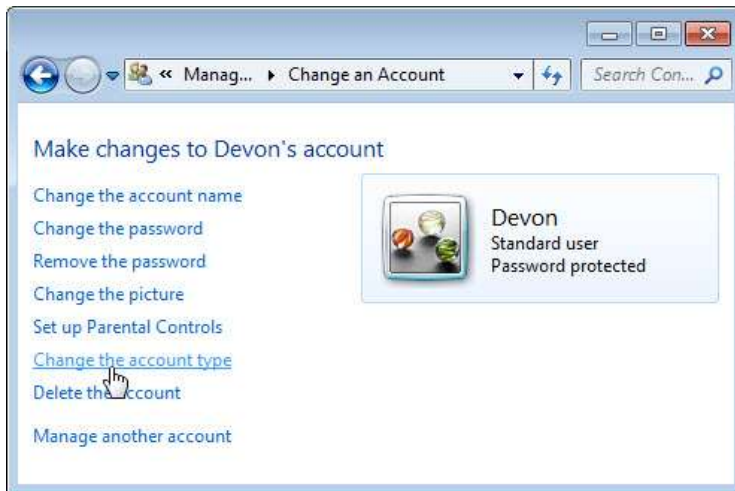 « Manag... ▸ Change an Account
Search Con...
Make changes to Devon's account
Change the account name
Change the password
Remove the password
Change the picture
Set up Parental Controls
Change the account type
Delete the account
Manage another account
Devon
Standard user
Password protected